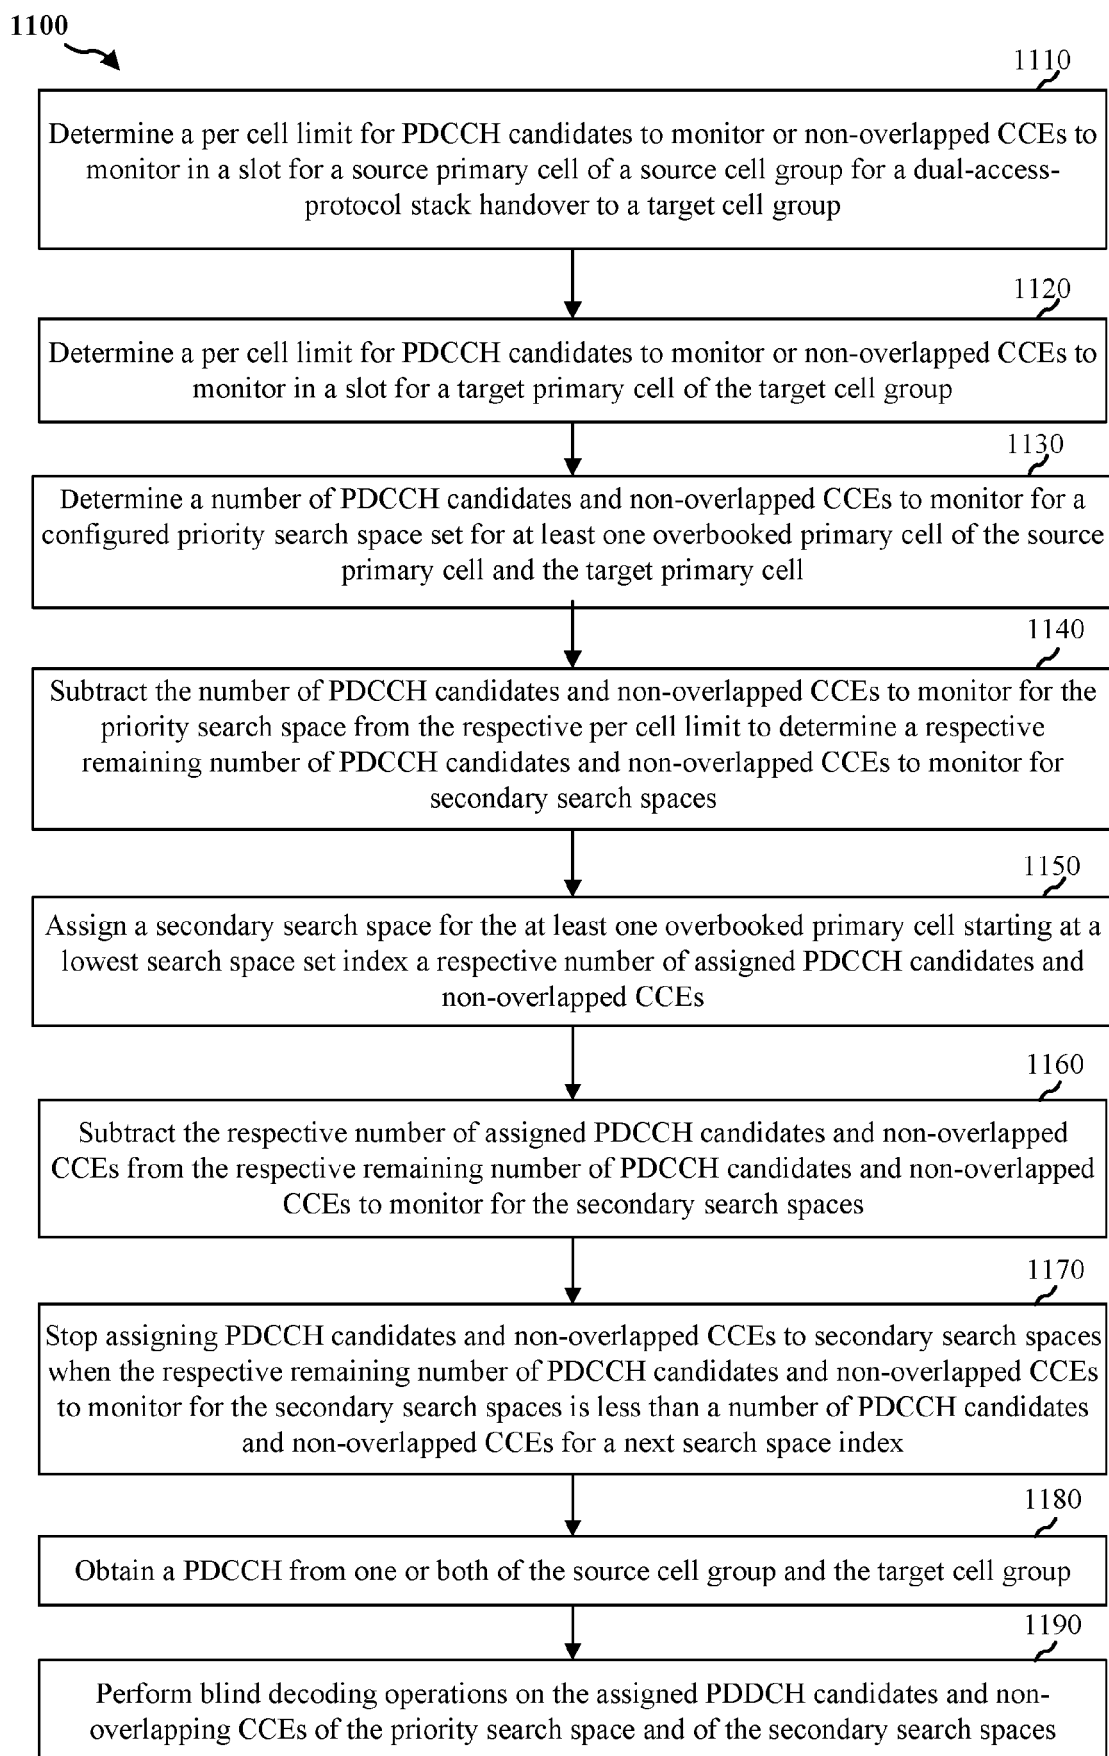 1100
1110
Determine a per cell limit for PDCCH candidates to monitor or non-overlapped CCEs to
monitor in a slot for a source primary cell of a source cell group for a dual-access-
protocol stack handover to a target cell group
1120
Determine a per cell limit for PDCCH candidates to monitor or non-overlapped CCEs to
monitor in a slot for a target primary cell of the target cell group
1130
Determine a number of PDCCH candidates and non-overlapped CCEs to monitor for a
configured priority search space set for at least one overbooked primary cell of the source
primary cell and the target primary cell
1140
Subtract the number of PDCCH candidates and non-overlapped CCEs to monitor for the
priority search space from the respective per cell limit to determine a respective
remaining number of PDCCH candidates and non-overlapped CCEs to monitor for
secondary search spaces
1150
Assign a secondary search space for the at least one overbooked primary cell starting at a
lowest search space set index a respective number of assigned PDCCH candidates and
non-overlapped CCEs
1160
Subtract the respective number of assigned PDCCH candidates and non-overlapped
CCEs from the respective remaining number of PDCCH candidates and non-overlapped
CCEs to monitor for the secondary search spaces
1170
Stop assigning PDCCH candidates and non-overlapped CCEs to secondary search spaces
when the respective remaining number of PDCCH candidates and non-overlapped CCEs
to monitor for the secondary search spaces is less than a number of PDCCH candidates
and non-overlapped CCEs for a next search space index
1180
Obtain a PDCCH from one or both of the source cell group and the target cell group
1190
Perform blind decoding operations on the assigned PDDCH candidates and non-
overlapping CCEs of the priority search space and of the secondary search spaces